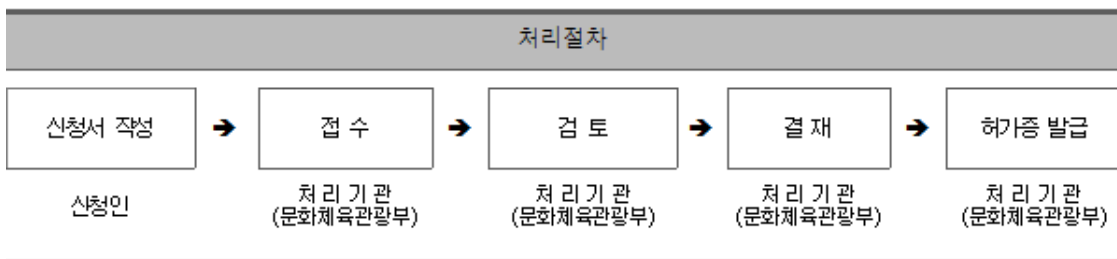 처리절차
신청서 작성 ➔ 접 수 ➔ 검 토 ➔ 결 재 ➔ 허가증 발급
신청인 처 리 기 관 처 리 기 관 처 리 기 관 처 리 기 관
(문화체육관광부) (문화체육관광부) (문화체육관광부) (문화체육관광부)